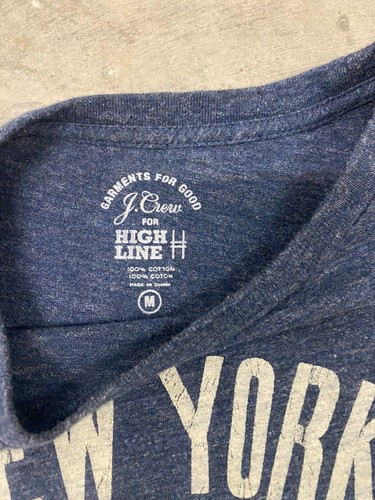 GARMENTS FOR GOOD
J.Crew
FOR
HIGH
LINE
100% COTTON
100% COTON
MADE IN CHINA
M
EW YORK